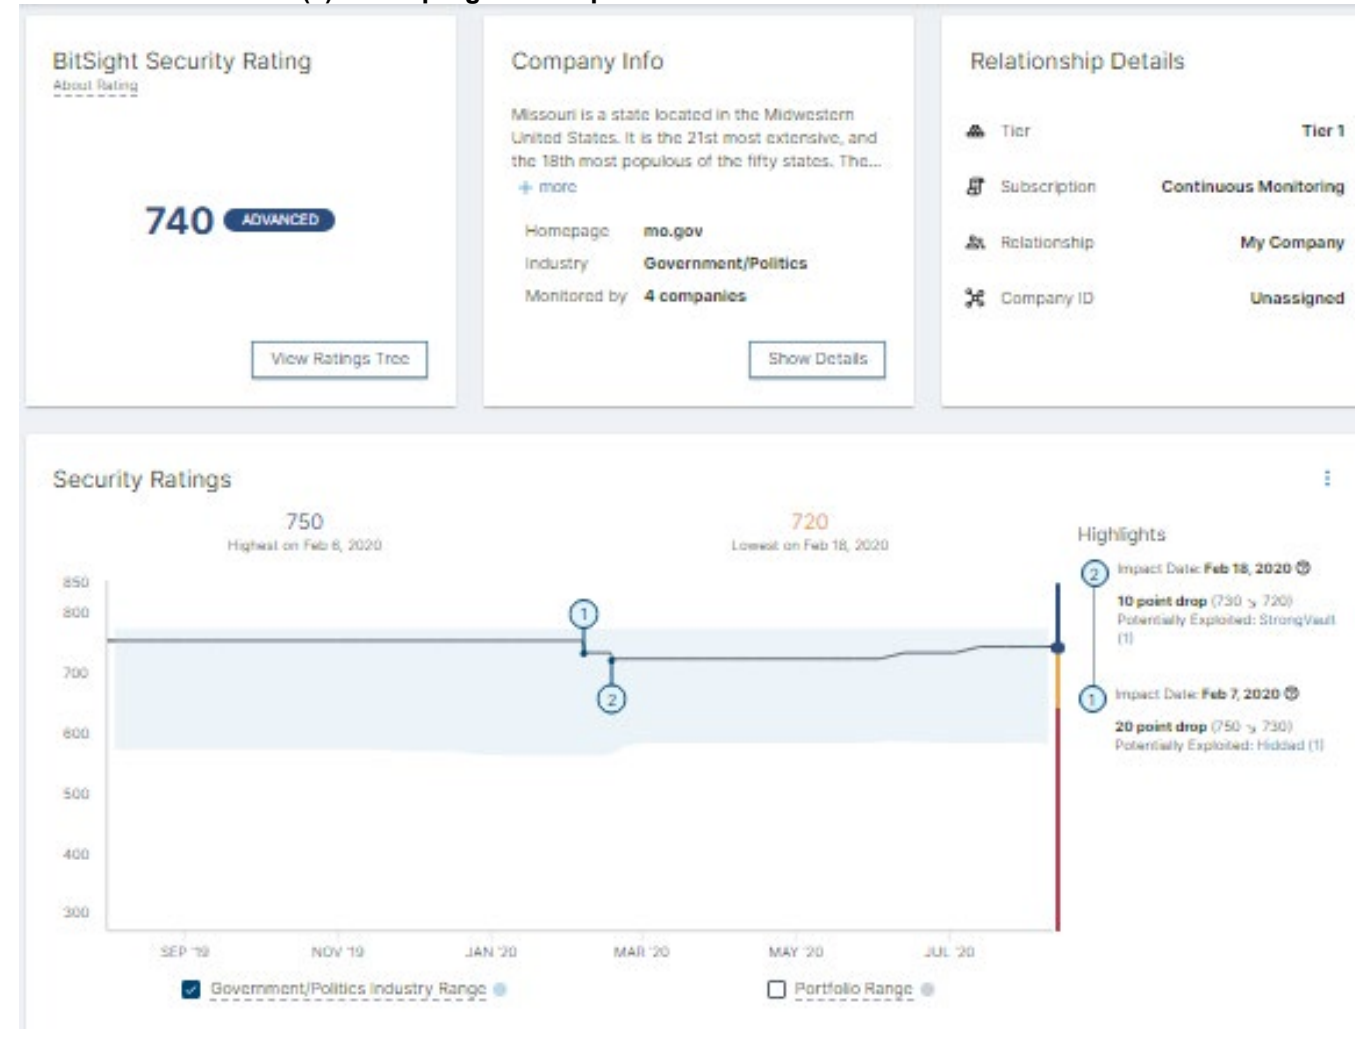 BitSight Security Rating
About Rating
740 ADVANCED
View Ratings Tree
Company Info
Missouri is a state located in the Midwestern
United States. It is the 21st most extensive, and
the 18th most populous of the fifty states. The...
+ more
Homepage mo.gov
Industry Government/Politics
Monitored by 4 companies
Show Details
Relationship Details
Tier Tier 1
Subscription Continuous Monitoring
Relationship My Company
Company ID Unassigned
Security Ratings
750
Highest on Feb 6, 2020
720
Lowest on Feb 18, 2020
850
800
700
600
500
400
300
1
2
SEP '19
NOV '19
JAN '20
MAR '20
MAY '20
JUL '20
Government/Politics Industry Range
Portfolio Range
Highlights
2 Impact Date: Feb 18, 2020
10 point drop (730 ↘ 720)
Potentially Exploited: StrongVault
(1)
1 Impact Date: Feb 7, 2020
20 point drop (750 ↘ 730)
Potentially Exploited: Hiddad (1)